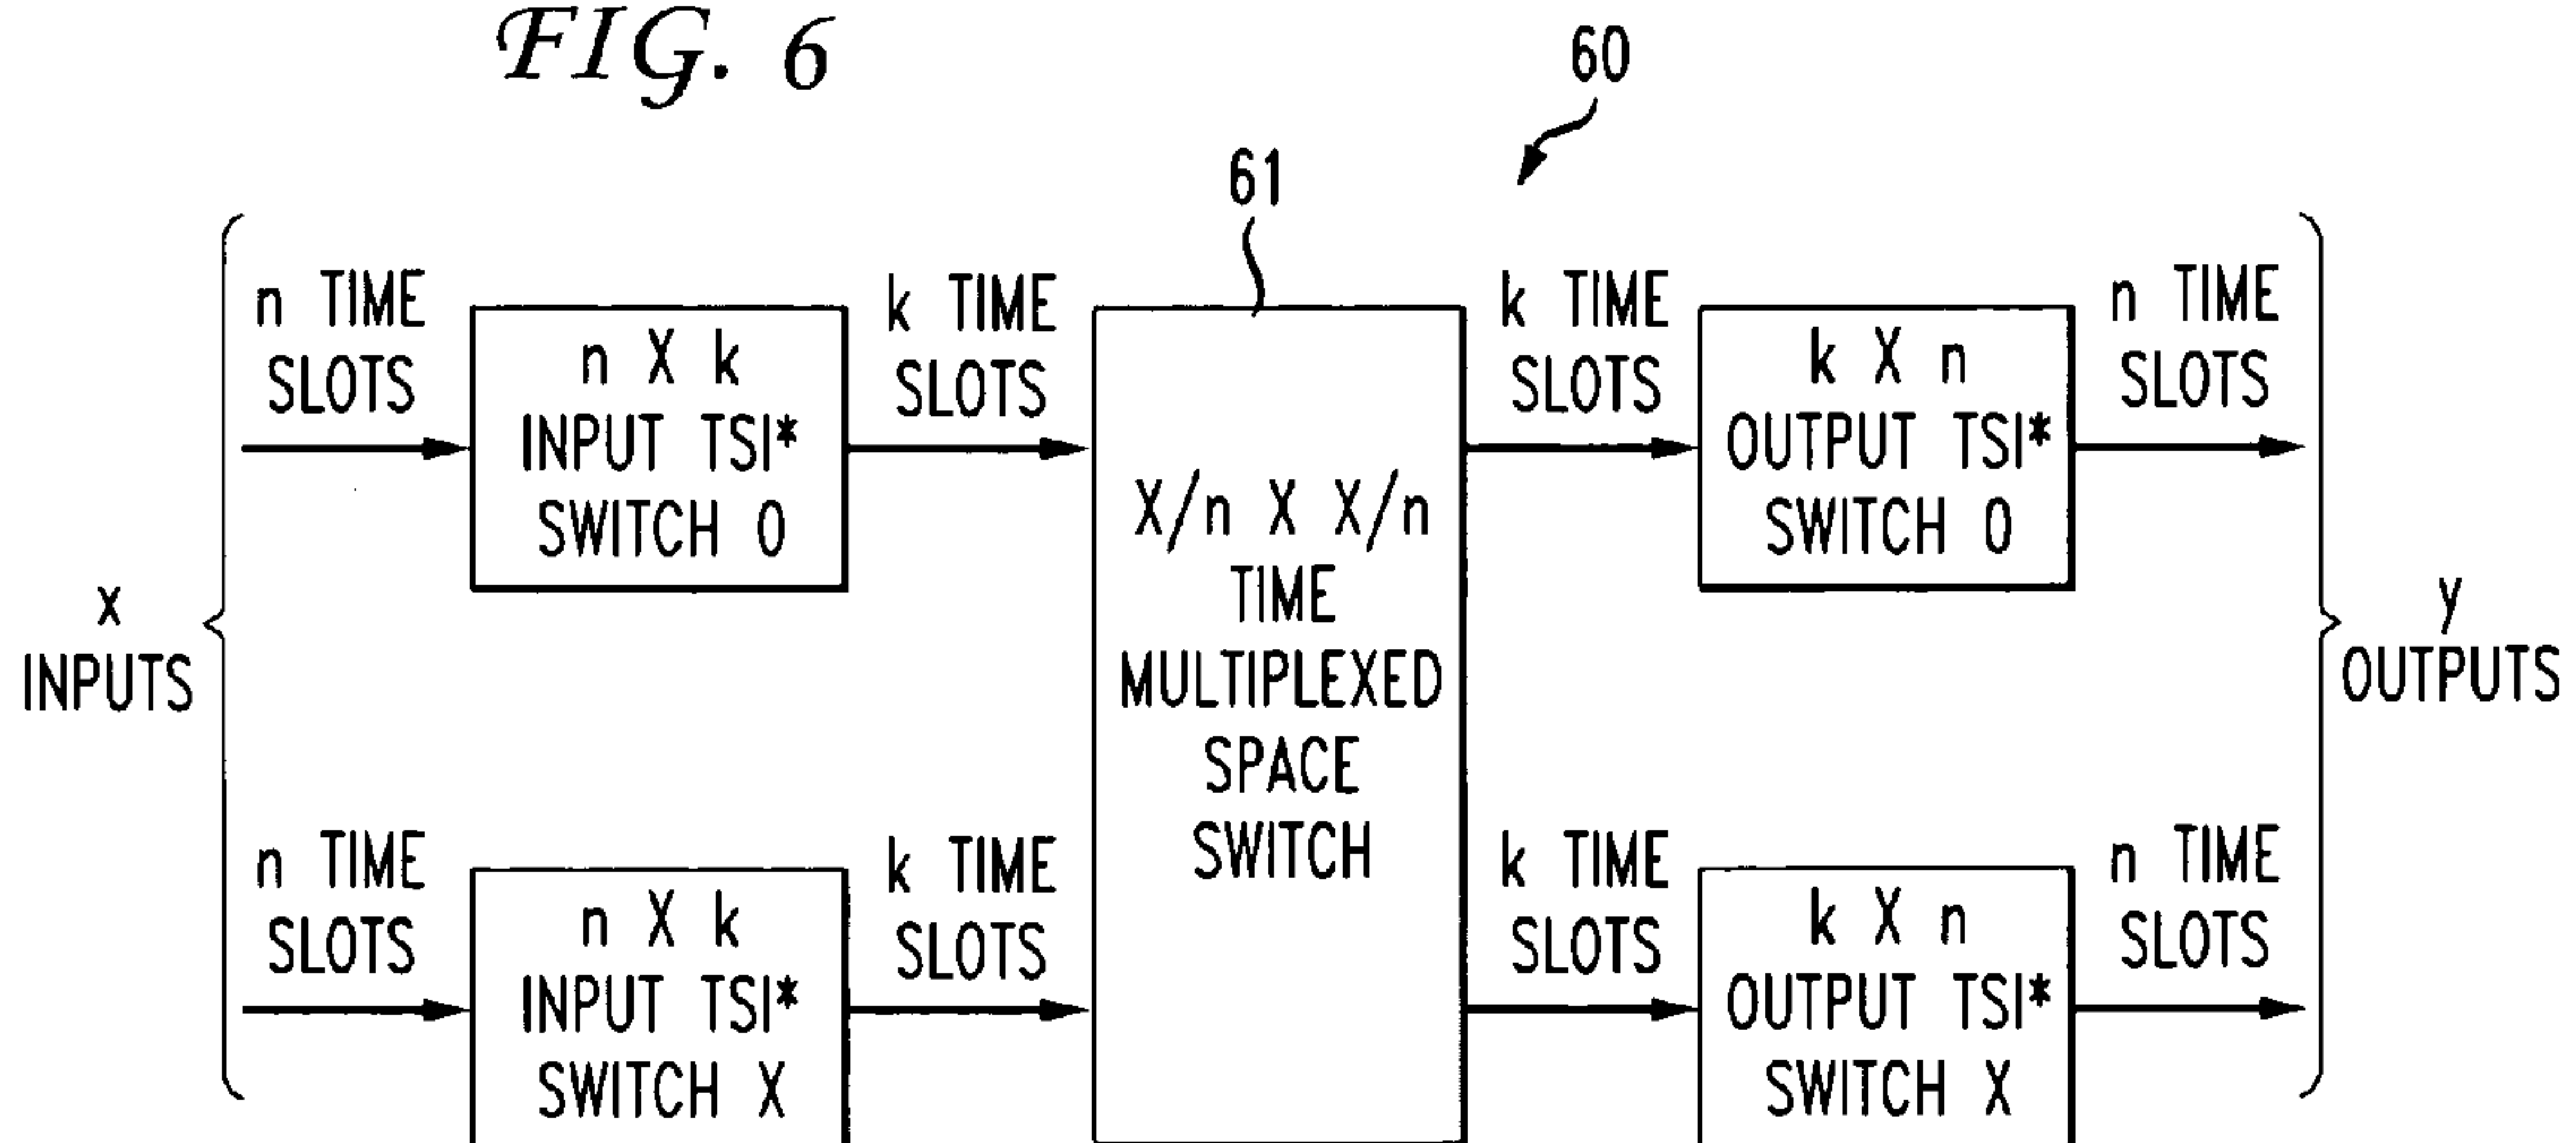 FIG. 6
60
61
n TIME
SLOTS
n X k
INPUT TSI*
SWITCH 0
k TIME
SLOTS
X/n X X/n
TIME
MULTIPLEXED
SPACE
SWITCH
k TIME
SLOTS
k X n
OUTPUT TSI*
SWITCH 0
n TIME
SLOTS
x
INPUTS
y
OUTPUTS
n TIME
SLOTS
n X k
INPUT TSI*
SWITCH X
k TIME
SLOTS
k TIME
SLOTS
k X n
OUTPUT TSI*
SWITCH X
n TIME
SLOTS